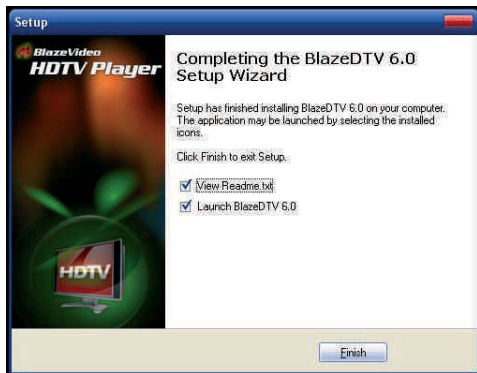 Setup
BlazeVideo
HDTV Player
Completing the BlazeDTV 6.0
Setup Wizard
Setup has finished installing BlazeDTV 6.0 on your computer.
The application may be launched by selecting the installed
icons.
Click Finish to exit Setup.
View Readme.txt
Launch BlazeDTV 6.0
HDTV
Finish